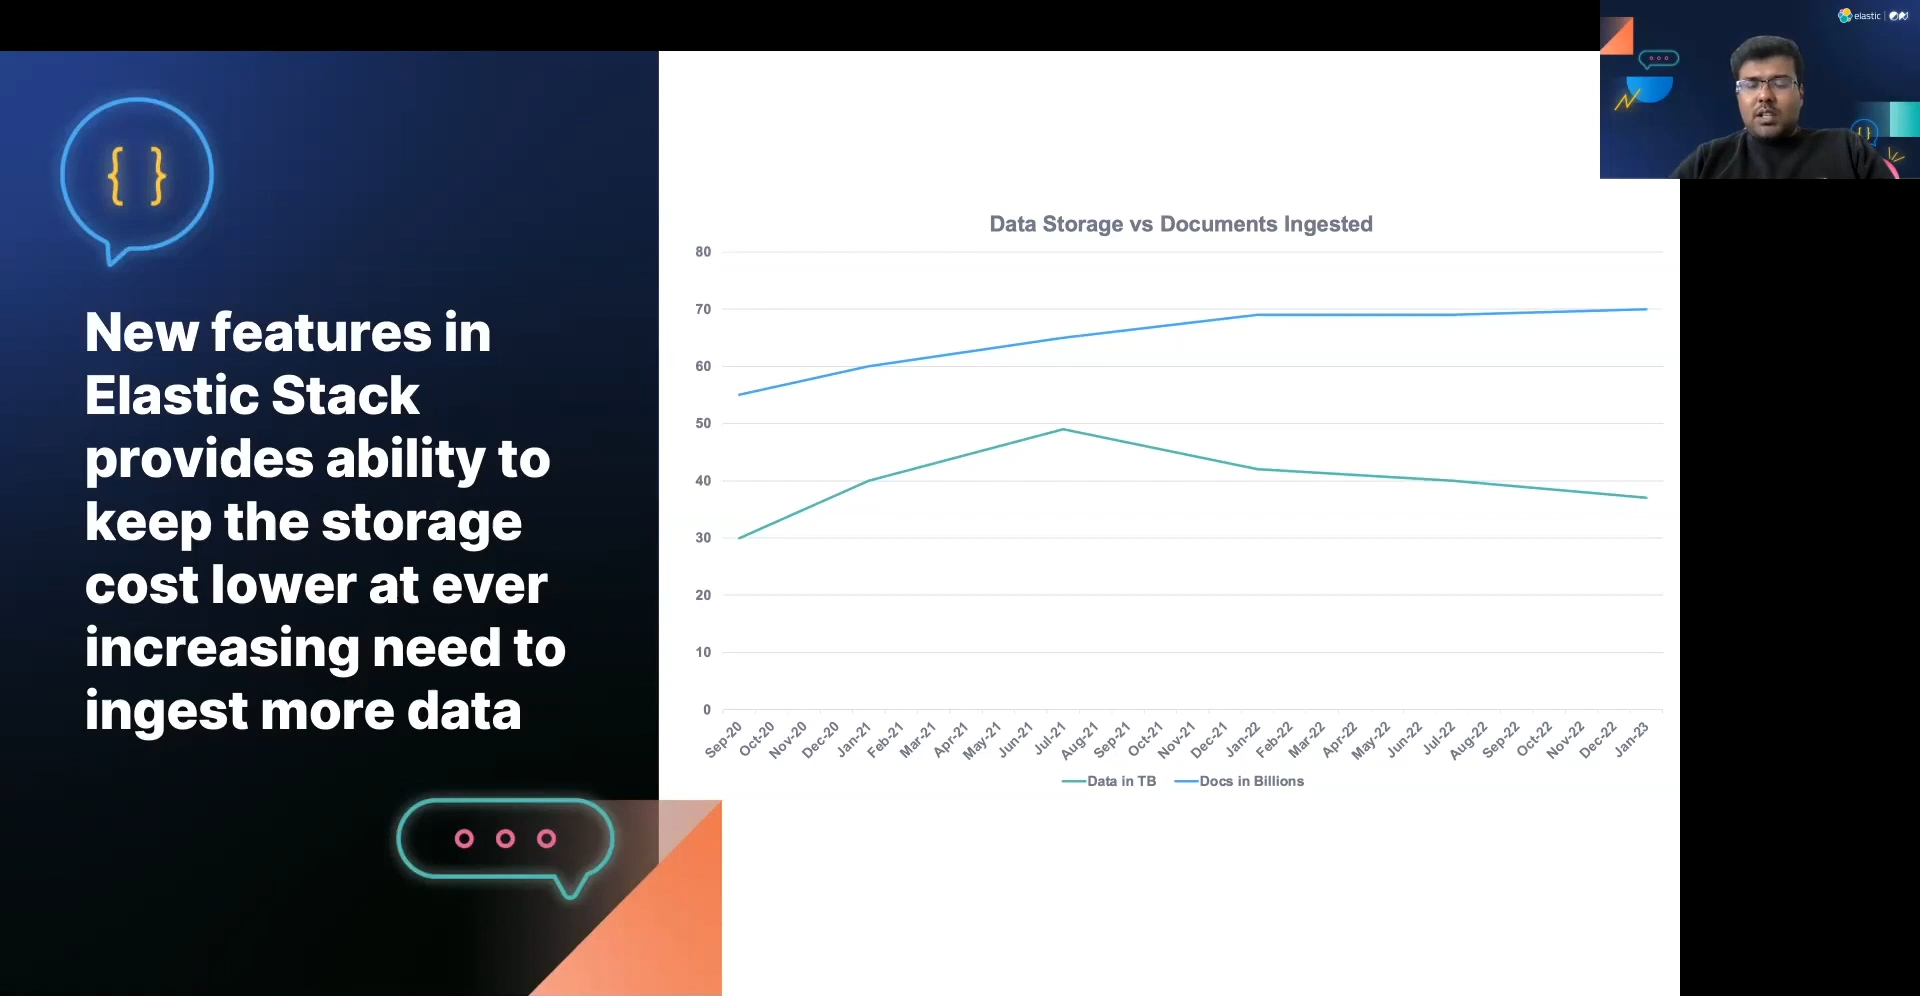 elastic
{ }
New features in
Elastic Stack
provides ability to
keep the storage
cost lower at ever
increasing need to
ingest more data
Data Storage vs Documents Ingested
80
70
60
50
40
30
20
10
0
Sep-20 Oct-20 Nov-20 Dec-20 Jan-21 Feb-21 Mar-21 Apr-21 May-21 Jun-21 Jul-21 Aug-21 Sep-21 Oct-21 Nov-21 Dec-21 Jan-22 Feb-22 Mar-22 Apr-22 May-22 Jun-22 Jul-22 Aug-22 Sep-22 Oct-22 Nov-22 Dec-22 Jan-23
Data in TB Docs in Billions